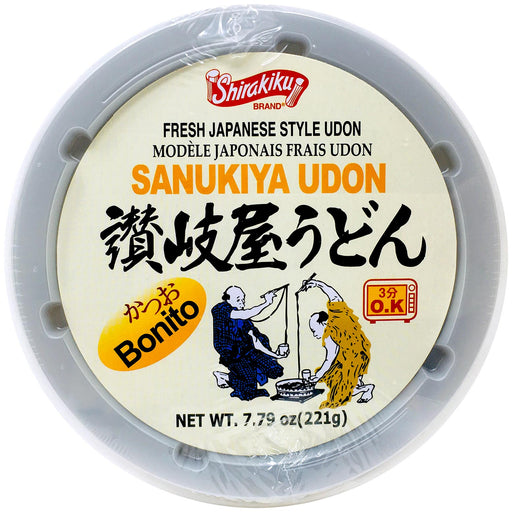 Shirakiku
BRAND®
FRESH JAPANESE STYLE UDON
MODÈLE JAPONAIS FRAIS UDON
SANUKIYA UDON
讃岐屋うどん
かつお
Bonito
3分
O.K
NET WT. 7.79 oz(221g)